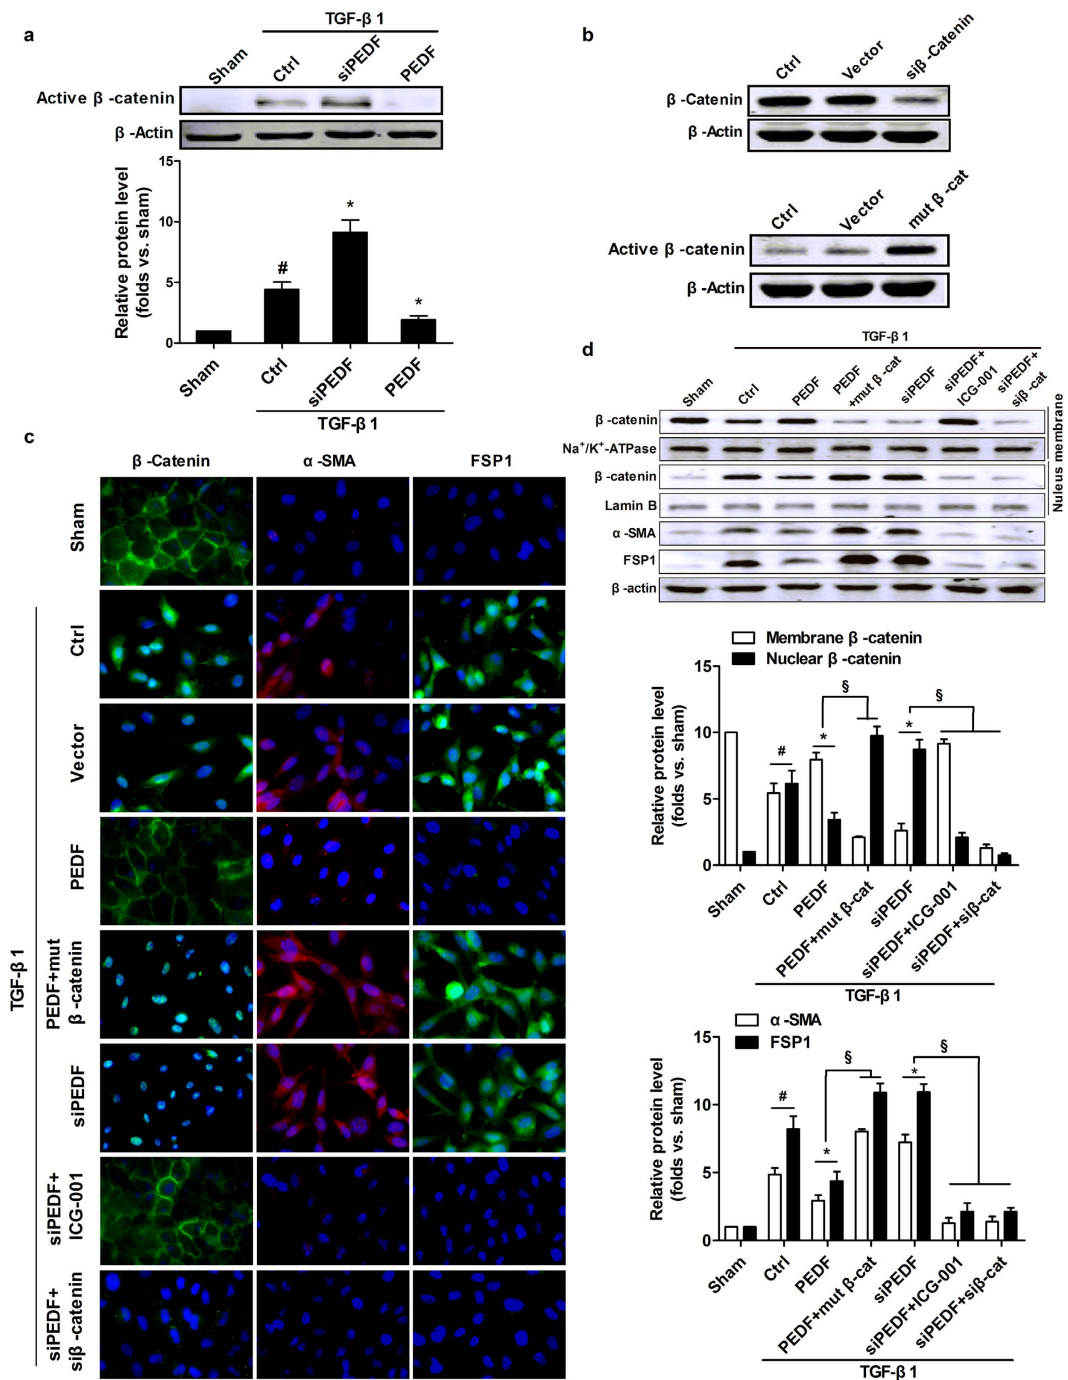 a
TGF-β 1
Sham
Ctrl
siPEDF
PEDF
Active β -catenin
β -Actin
Relative protein level
(folds vs. sham)
15
10
5
0
#
*
*
Sham
Ctrl
siPEDF
PEDF
TGF-β 1
b
Ctrl
Vector
siβ -Catenin
β -Catenin
β -Actin
Ctrl
Vector
mut β -cat
Active β -catenin
β -Actin
c
β -Catenin
α -SMA
FSP1
Sham
Ctrl
Vector
PEDF
PEDF+mut
β -catenin
siPEDF
siPEDF+
ICG-001
siPEDF+
siβ -catenin
TGF-β 1
d
TGF-β 1
Sham
Ctrl
PEDF
PEDF
+mut β -cat
siPEDF
siPEDF+
ICG-001
siPEDF+
siβ -cat
β -catenin
Na⁺/K⁺-ATPase
β -catenin
Lamin B
α -SMA
FSP1
β -actin
Nuleus membrane
Membrane β -catenin
Nuclear β -catenin
Relative protein level
(folds vs. sham)
15
10
5
0
#
*
§
*
§
Sham
Ctrl
PEDF
PEDF+mut β-cat
siPEDF
siPEDF+ICG-001
siPEDF+siβ-cat
TGF-β 1
α -SMA
FSP1
Relative protein level
(folds vs. sham)
15
10
5
0
#
*
§
*
§
Sham
Ctrl
PEDF
PEDF+mut β-cat
siPEDF
siPEDF+ICG-001
siPEDF+siβ-cat
TGF-β 1